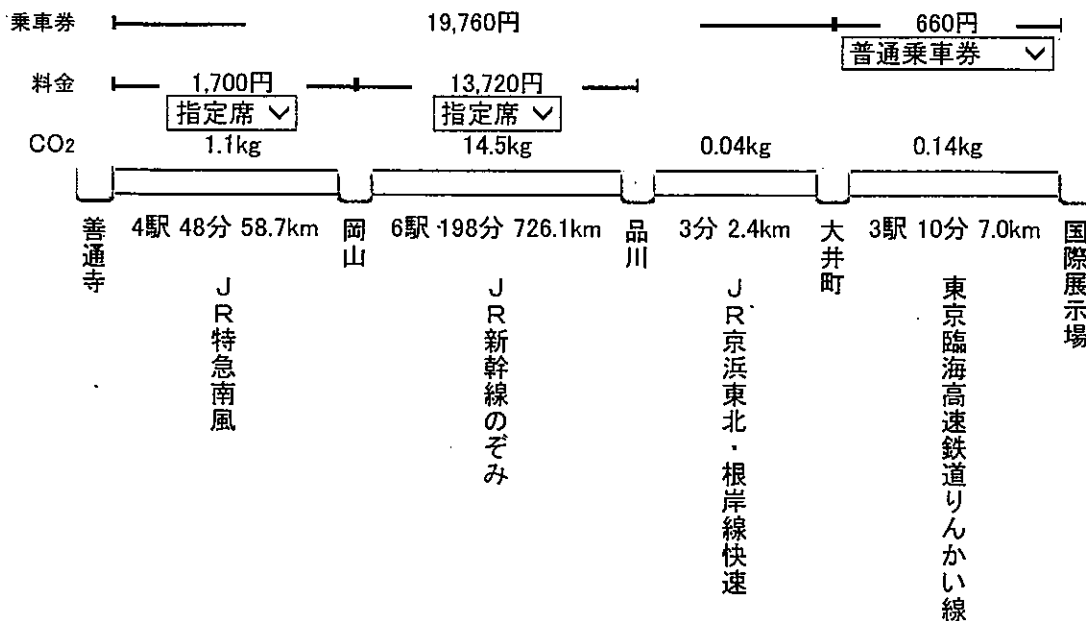 乗車券 19,760円 660円
普通乗車券
料金 1,700円 13,720円
指定席 指定席
CO2 1.1kg 14.5kg 0.04kg 0.14kg
善通寺 4駅 48分 58.7km 岡山 6駅 198分 726.1km 品川 3分 2.4km 大井町 3駅 10分 7.0km 国際展示場
JR特急南風
JR新幹線のぞみ
JR京浜東北・根岸線快速
東京臨海高速鉄道りんかい線